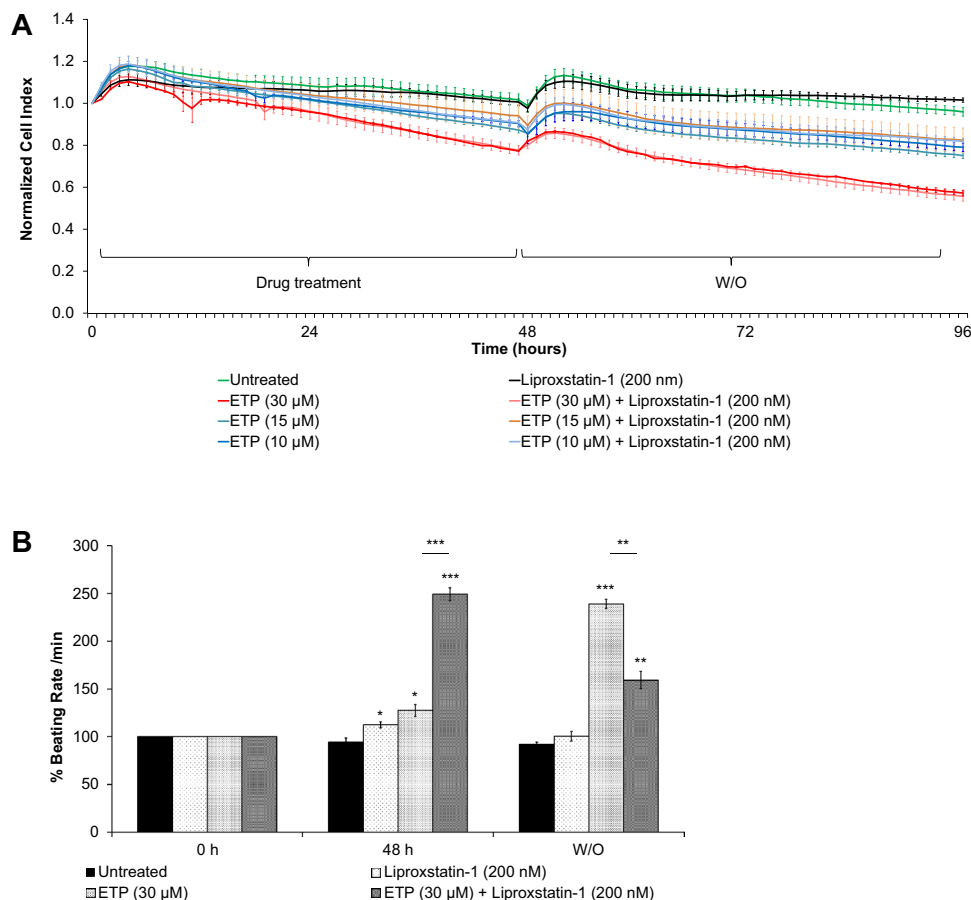 A
Normalized Cell Index
1.4
1.2
1.0
0.8
0.6
0.4
0.2
0.0
Drug treatment
W/O
0
24
48
72
96
Time (hours)
Untreated
Liproxstatin-1 (200 nm)
ETP (30 µM)
ETP (30 µM) + Liproxstatin-1 (200 nM)
ETP (15 µM)
ETP (15 µM) + Liproxstatin-1 (200 nM)
ETP (10 µM)
ETP (10 µM) + Liproxstatin-1 (200 nM)
B
% Beating Rate /min
300
250
200
150
100
50
0
***
***
*
*
**
***
**
0 h
48 h
W/O
Untreated
Liproxstatin-1 (200 nM)
ETP (30 µM)
ETP (30 µM) + Liproxstatin-1 (200 nM)